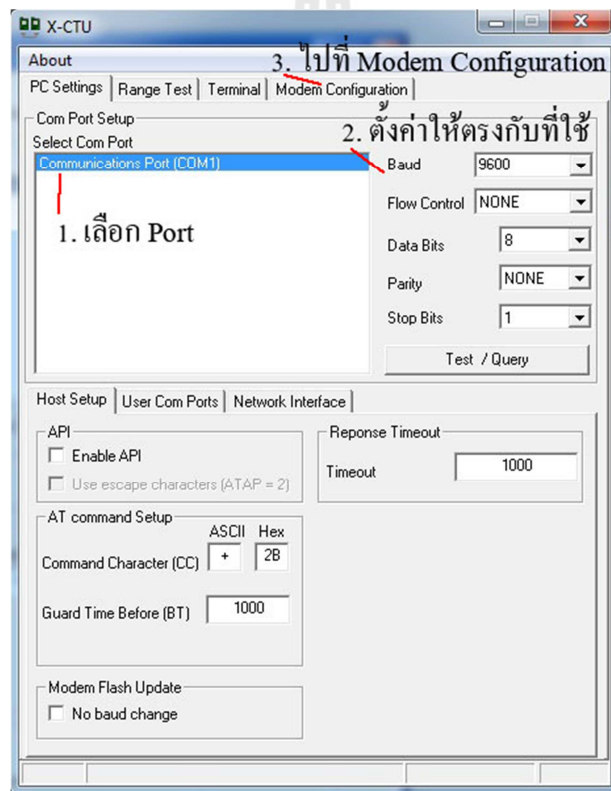 X-CTU
About
3. ไปที่ Modem Configuration
PC Settings Range Test Terminal Modem Configuration
Com Port Setup
2. ตั้งค่าให้ตรงกับที่ใช้
Select Com Port
Communications Port (COM1)
Baud 9600
1. เลือก Port
Flow Control NONE
Data Bits 8
Parity NONE
Stop Bits 1
Test / Query
Host Setup User Com Ports Network Interface
API
Enable API
Use escape characters (ATAP = 2)
Reponse Timeout
Timeout 1000
AT command Setup
ASCII Hex
Command Character (CC) + 2B
Guard Time Before (BT) 1000
Modem Flash Update
No baud change